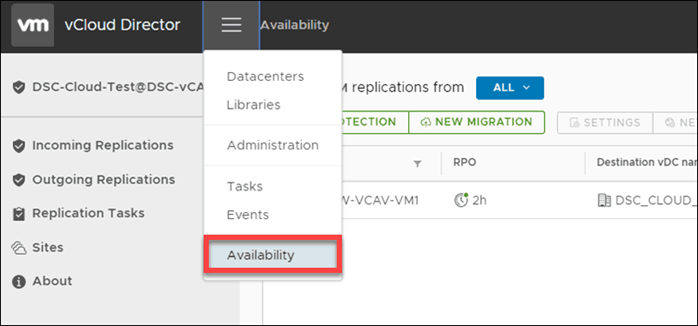 vm vCloud Director Availability
DSC-Cloud-Test@DSC-vCA
Incoming Replications
Outgoing Replications
Replication Tasks
Sites
About
Datacenters
Libraries
Administration
Tasks
Events
Availability
M replications from ALL
OTECTION NEW MIGRATION SETTINGS NE
RPO Destination vDC nam
W-VCAV-VM1 2h DSC_CLOUD_